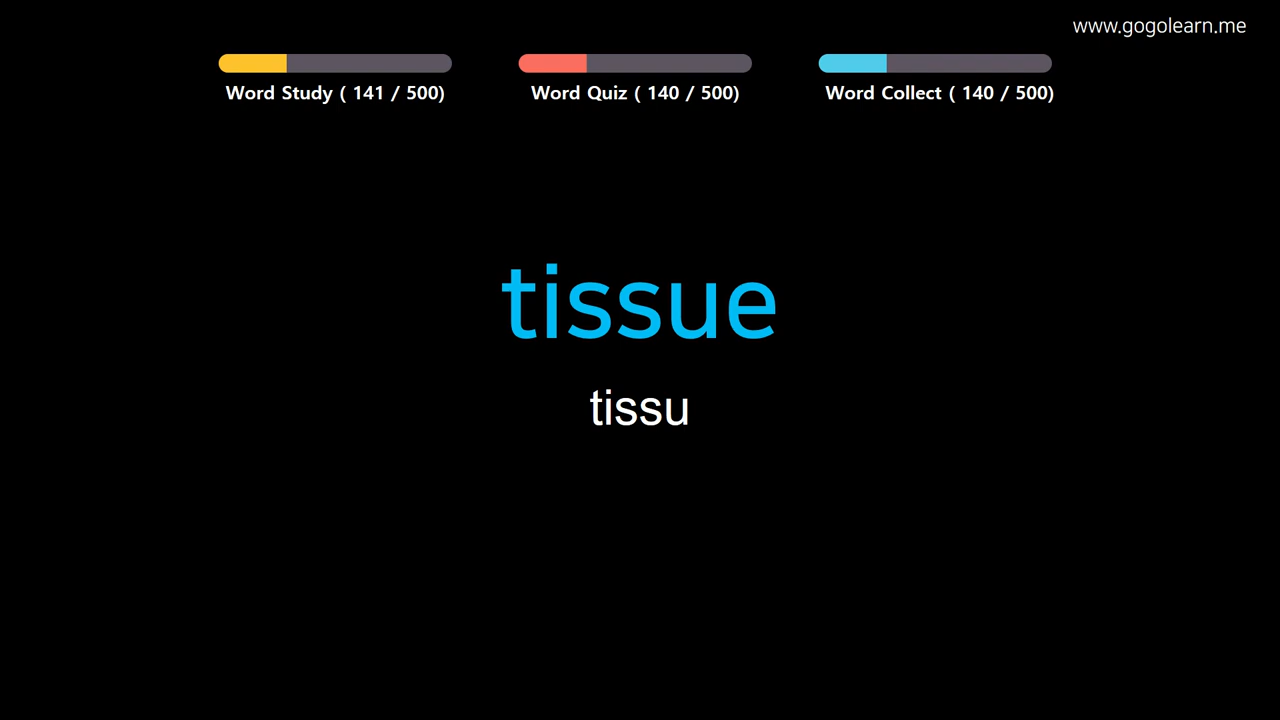 www.gogolearn.me
Word Study ( 141 / 500)
Word Quiz ( 140 / 500)
Word Collect ( 140 / 500)
tissue
tissu